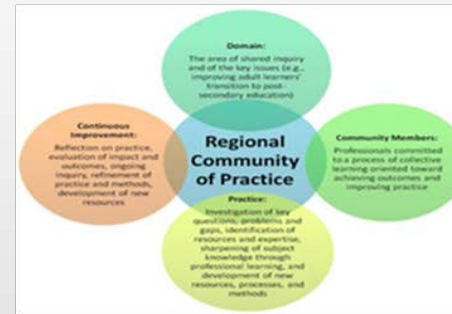 Domain:
The area of shared inquiry
and of the key issues (e.g.,
improving adult learners'
transition to post-
secondary education)
Continuous
Improvement:
Reflection on practice,
evaluation of impact and
outcomes, ongoing
inquiry, refinement of
practice and methods,
development of new
resources
Regional
Community
of Practice
Community Members:
Professionals committed
to a process of collective
learning oriented toward
achieving outcomes and
improving practice
Practice:
Investigation of key
questions, problems and
gaps, identification of
resources and expertise,
sharpening of subject
knowledge through
professional learning, and
development of new
resources, processes, and
methods